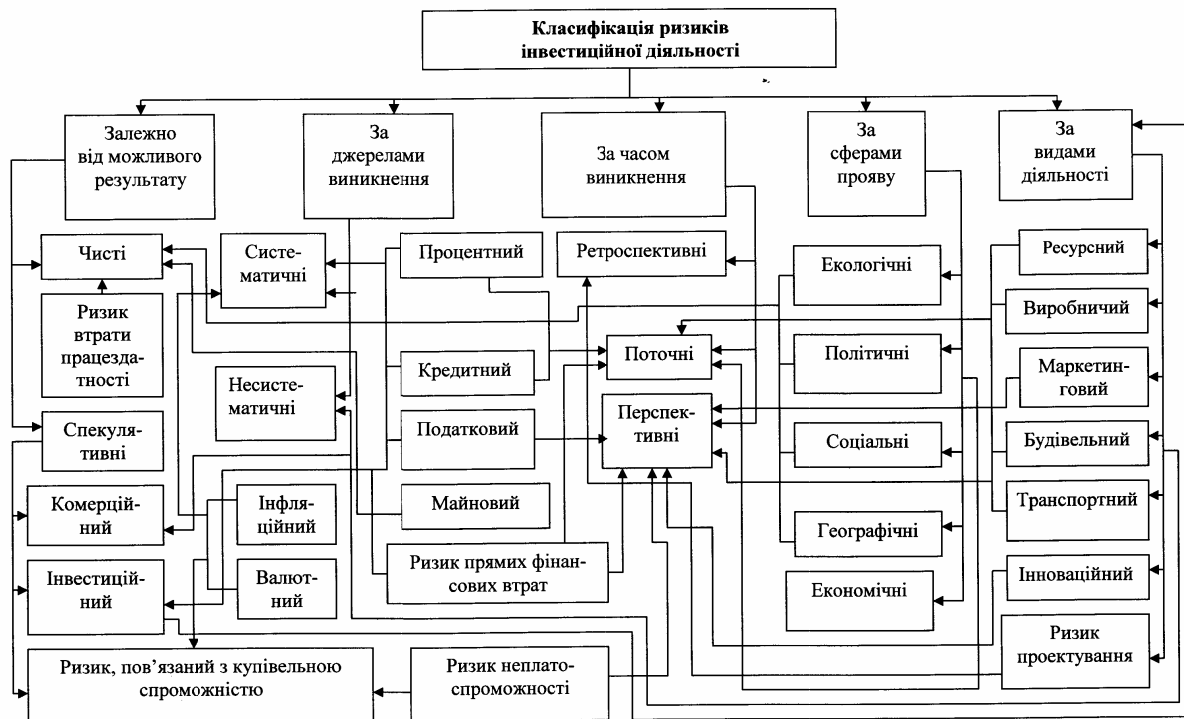 Класифікація ризиків
інвестиційної діяльності
Залежно
від можливого
результату
За
джерелами
виникнення
За часом
виникнення
За
сферами
прояву
За
видами
діяльності
Чисті
Систе-
матичні
Процентний
Ретроспективні
Екологічні
Ресурсний
Ризик
втрати
працезда-
тності
Виробничий
Несисте-
матичні
Кредитний
Поточні
Політичні
Маркетин-
говий
Спекуля-
тивні
Податковий
Перспек-
тивні
Соціальні
Будівельний
Комерцій-
ний
Інфля-
ційний
Майновий
Географічні
Транспортний
Інвестицій-
ний
Валют-
ний
Ризик прямих фінан-
сових втрат
Економічні
Інноваційний
Ризик, пов’язаний з купівельною
спроможністю
Ризик неплато-
спроможності
Ризик
проектування